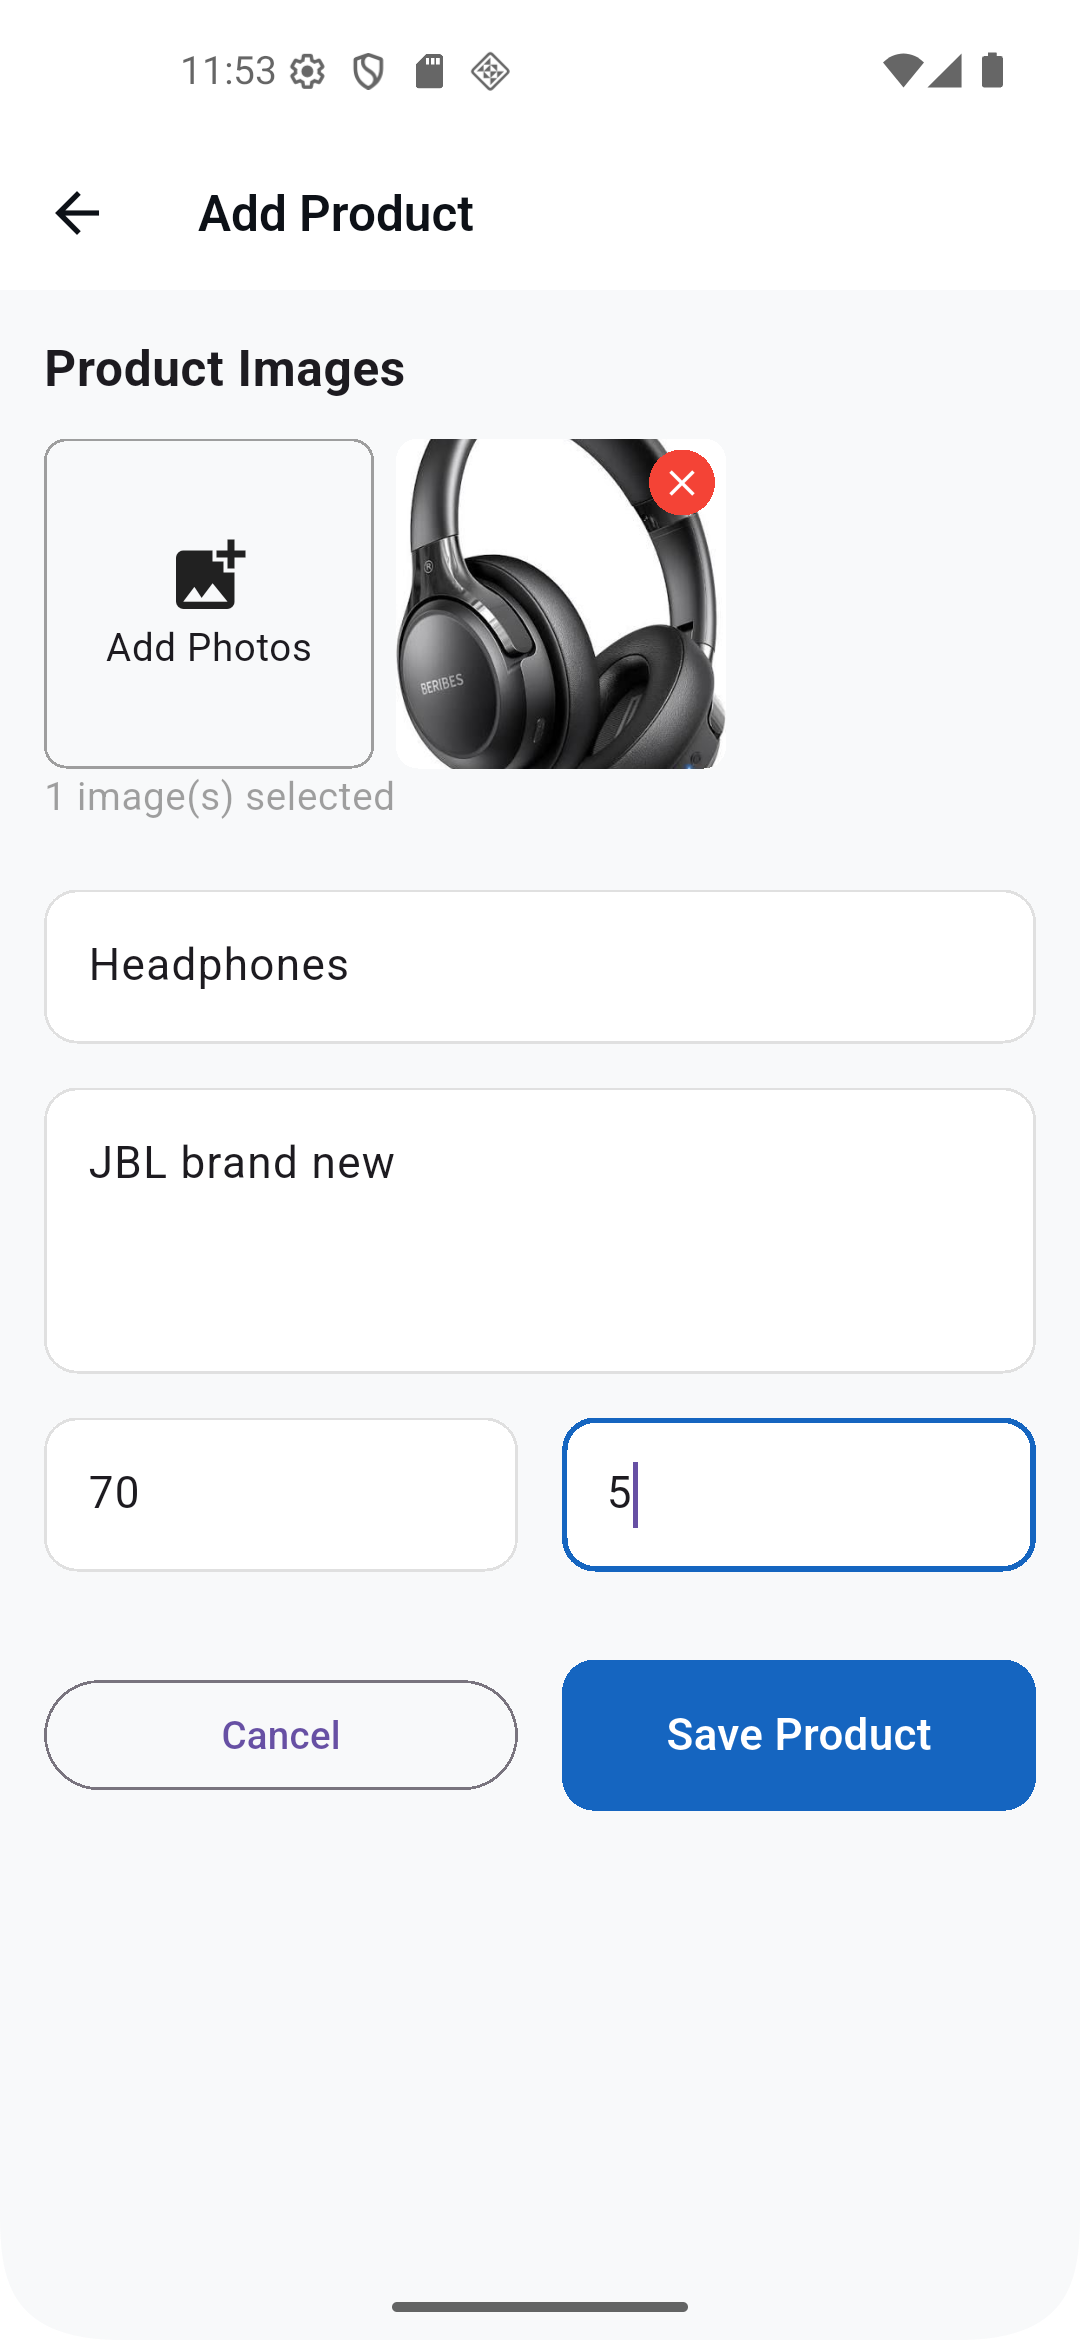 11:53
Add Product
Product Images
Add Photos
®
BERIBES
1 image(s) selected
Headphones
JBL brand new
70
5
Cancel
Save Product